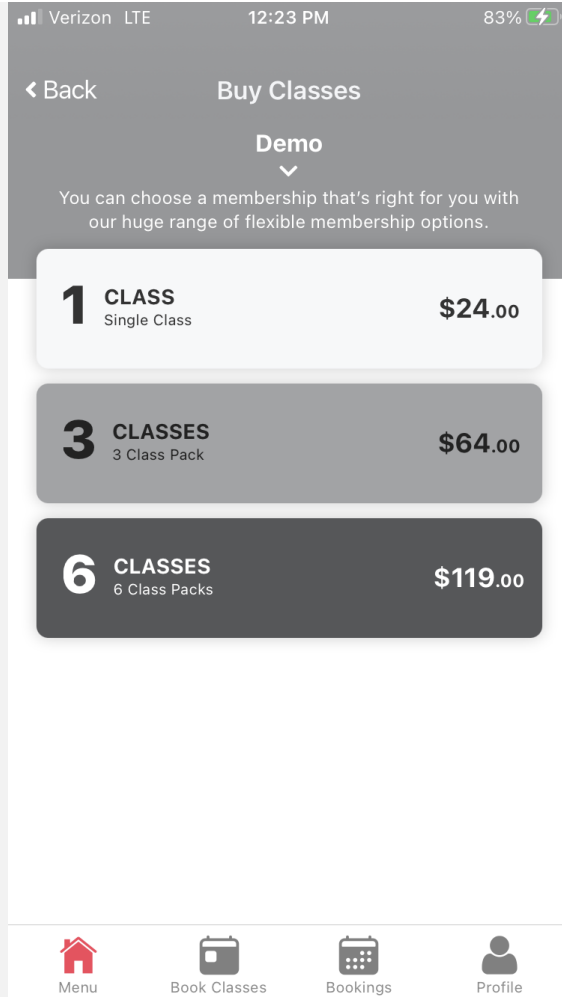 Verizon LTE 12:23 PM 83%
Back Buy Classes
Demo
You can choose a membership that's right for you with
our huge range of flexible membership options.
1 CLASS
Single Class
$24.00
3 CLASSES
3 Class Pack
$64.00
6 CLASSES
6 Class Packs
$119.00
Menu Book Classes Bookings Profile